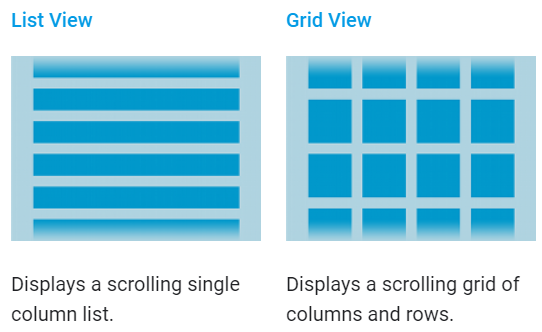 List View
Displays a scrolling single
column list.
Grid View
Displays a scrolling grid of
columns and rows.